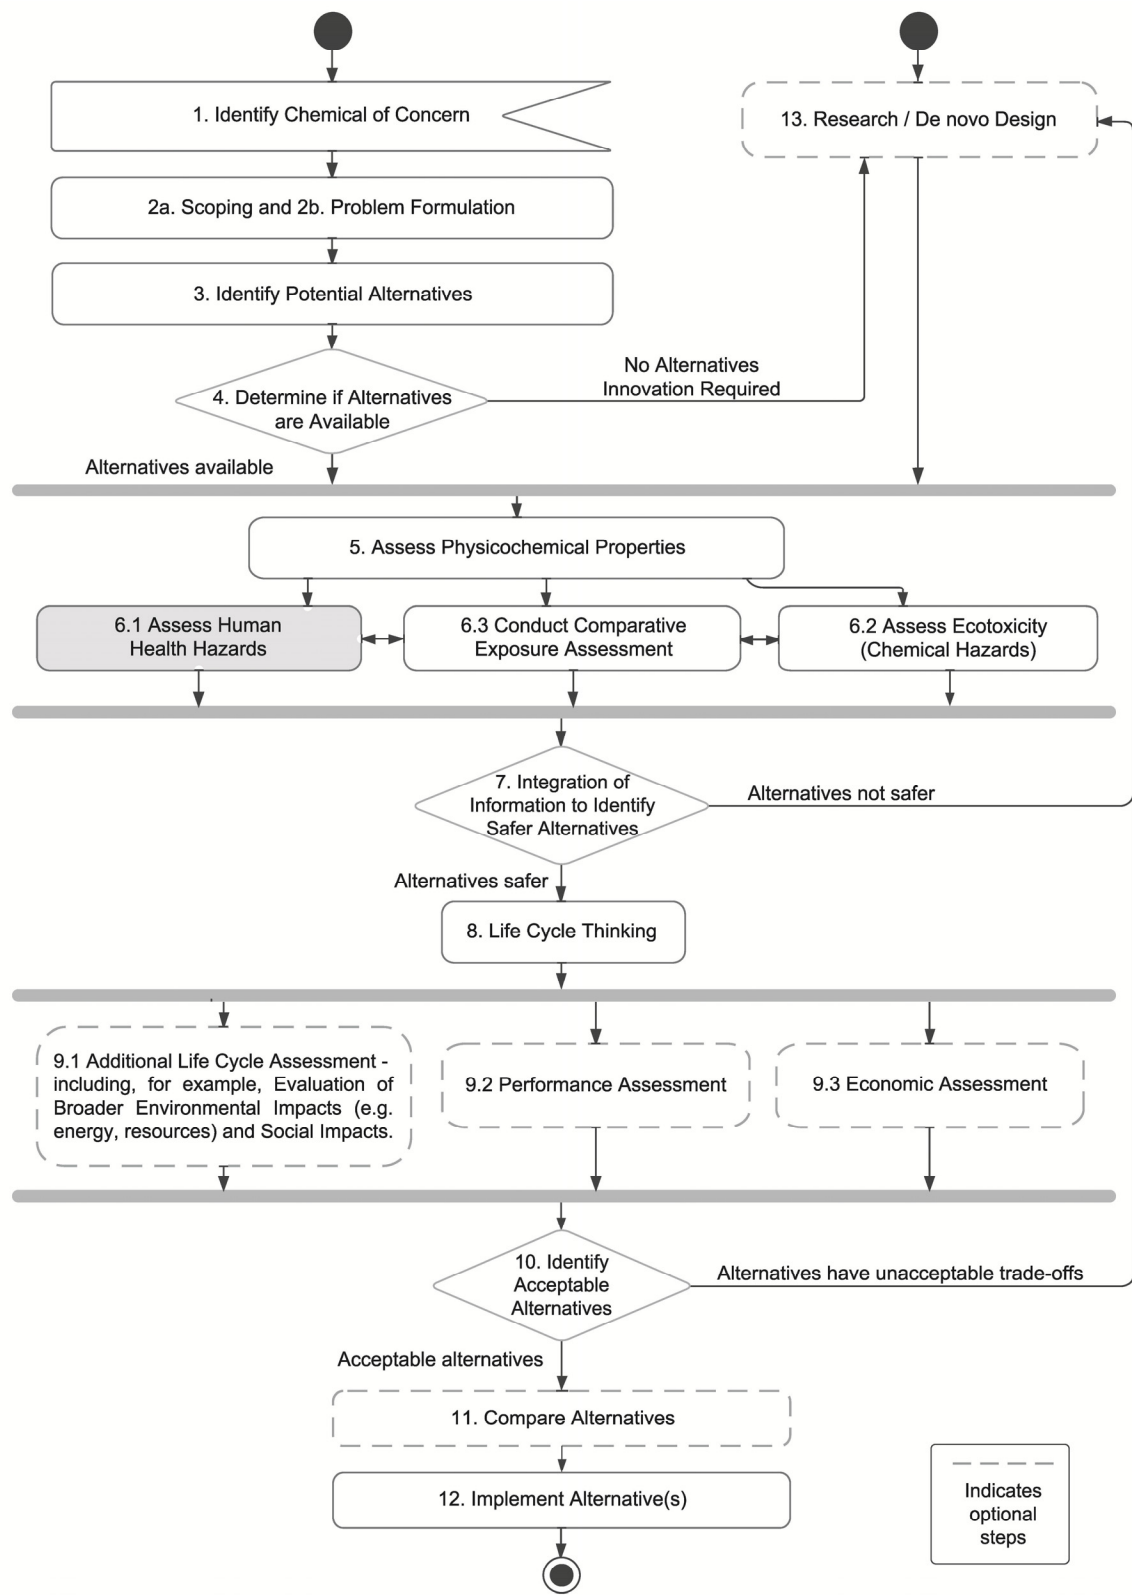 1. Identify Chemical of Concern
13. Research / De novo Design
2a. Scoping and 2b. Problem Formulation
3. Identify Potential Alternatives
4. Determine if Alternatives
are Available
No Alternatives
Innovation Required
Alternatives available
5. Assess Physicochemical Properties
6.1 Assess Human
Health Hazards
6.3 Conduct Comparative
Exposure Assessment
6.2 Assess Ecotoxicity
(Chemical Hazards)
7. Integration of
Information to Identify
Safer Alternatives
Alternatives not safer
Alternatives safer
8. Life Cycle Thinking
9.1 Additional Life Cycle Assessment -
including, for example, Evaluation of
Broader Environmental Impacts (e.g.
energy, resources) and Social Impacts.
9.2 Performance Assessment
9.3 Economic Assessment
10. Identify
Acceptable
Alternatives
Alternatives have unacceptable trade-offs
Acceptable alternatives
11. Compare Alternatives
12. Implement Alternative(s)
Indicates
optional
steps